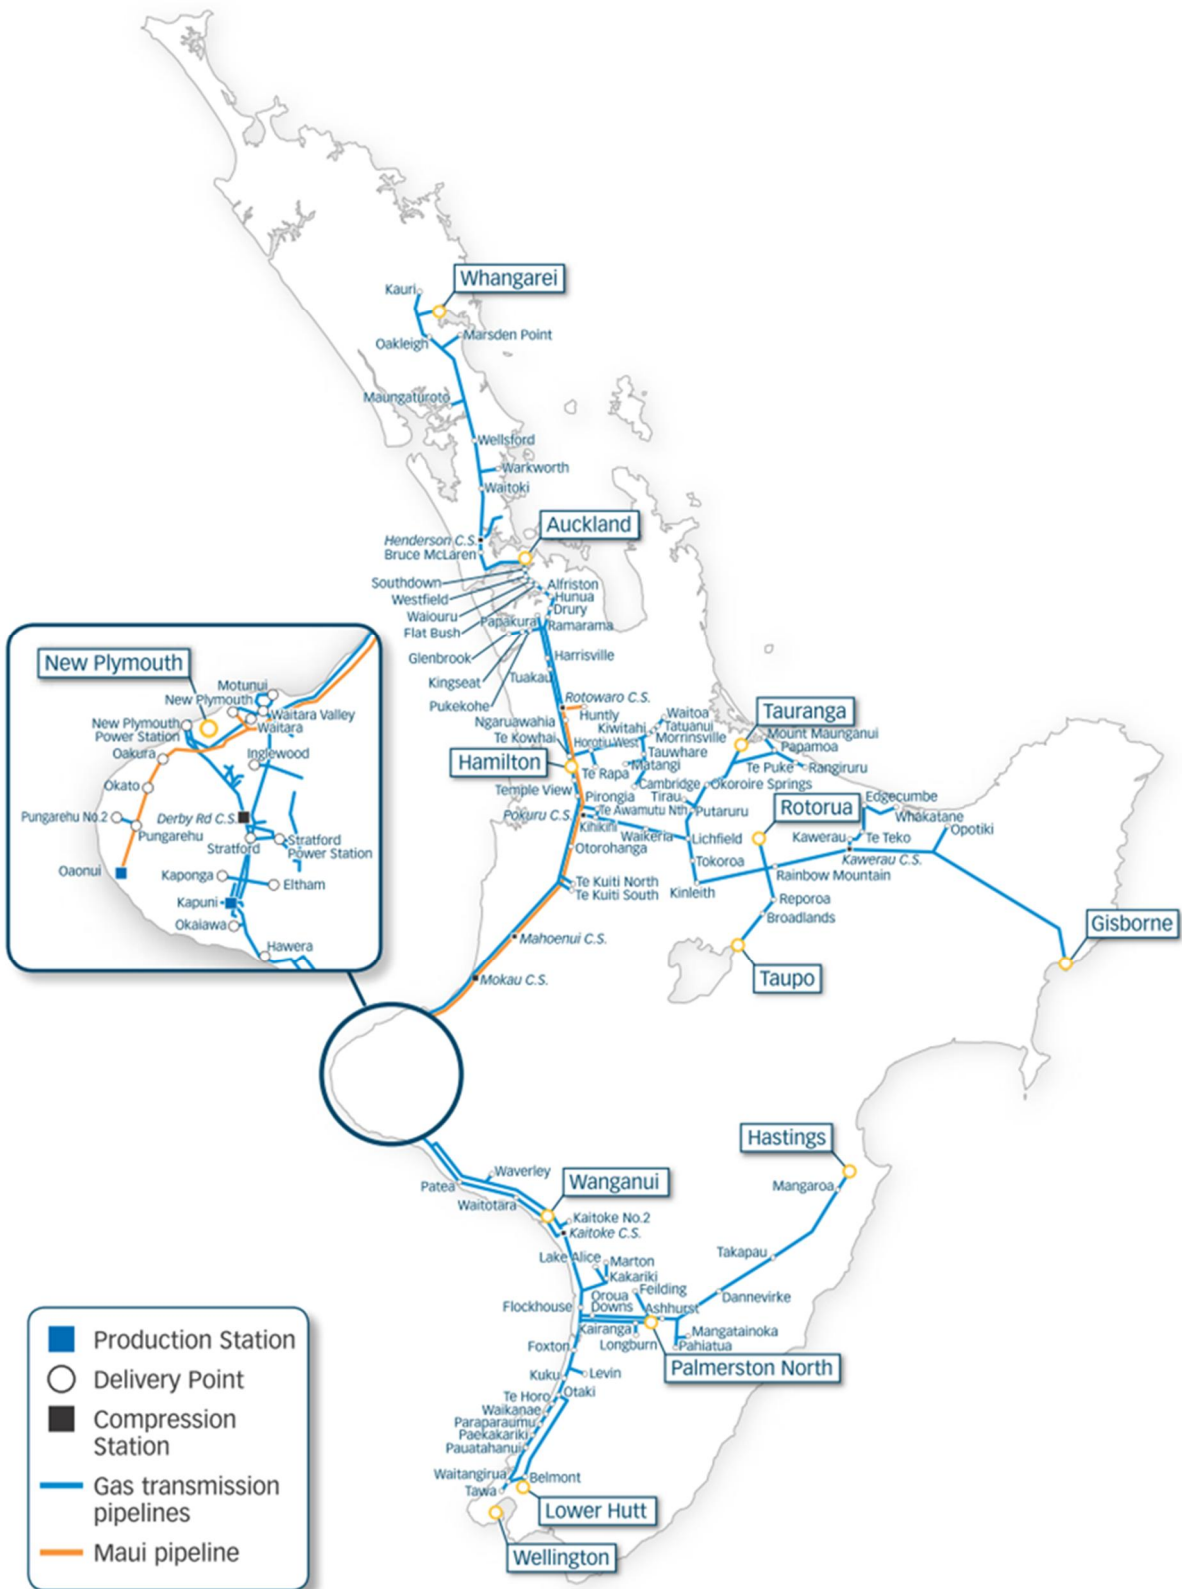 Whangarei
Kauri
Marsden Point
Oakleigh
Maungaturoto
Wellsford
Warkworth
Waitoki
Auckland
Henderson C.S.
Bruce McLaren
Southdown
Westfield
Waiouru
Flat Bush
Alfriston
Hunua
Drury
Papakura
Ramarama
Glenbrook
Kingseat
Pukekohe
Harrisville
Tuakau
Rotowaro C.S.
Huntly
Ngaruawahia
Te Kowhai
Horotiu West
Kiwitahi
Waitoa
Tatuanui
Morrinsville
Tauwhare
Matangi
Hamilton
Te Rapa
Cambridge
Temple View
Pirongia
Te Awamutu Nth
Pokuru C.S.
Kihikihi
Waikeria
Otorohanga
Te Kuiti North
Te Kuiti South
Mahoenui C.S.
Mokau C.S.
Tauranga
Mount Maunganui
Papamoa
Te Puke
Rangiruru
Okoroire Springs
Tirau
Putaruru
Lichfield
Tokoroa
Kinleith
Rotorua
Edgecumbe
Whakatane
Opotiki
Kawerau
Te Teko
Kawerau C.S.
Rainbow Mountain
Reporoa
Broadlands
Taupo
Gisborne
New Plymouth
Motunui
New Plymouth
Waitara Valley
New Plymouth
Power Station
Waitara
Oakura
Inglewood
Okato
Pungarehu No.2
Pungarehu
Derby Rd C.S.
Stratford
Stratford
Power Station
Oaonui
Kaponga
Eltham
Kapuni
Okaiawa
Hawera
Hastings
Mangaroa
Takapau
Dannevirke
Waverley
Patea
Waitotara
Wanganui
Kaitoke No.2
Kaitoke C.S.
Lake Alice
Marton
Kakariki
Feilding
Oroua
Downs
Ashhurst
Flockhouse
Kairanga
Longburn
Mangatainoka
Pahiatua
Palmerston North
Foxton
Levin
Kuku
Otaki
Te Horo
Waikanae
Paraparaumu
Paekakariki
Pauatahanui
Waitangirua
Belmont
Tawa
Lower Hutt
Wellington
Production Station
Delivery Point
Compression
Station
Gas transmission
pipelines
Maui pipeline